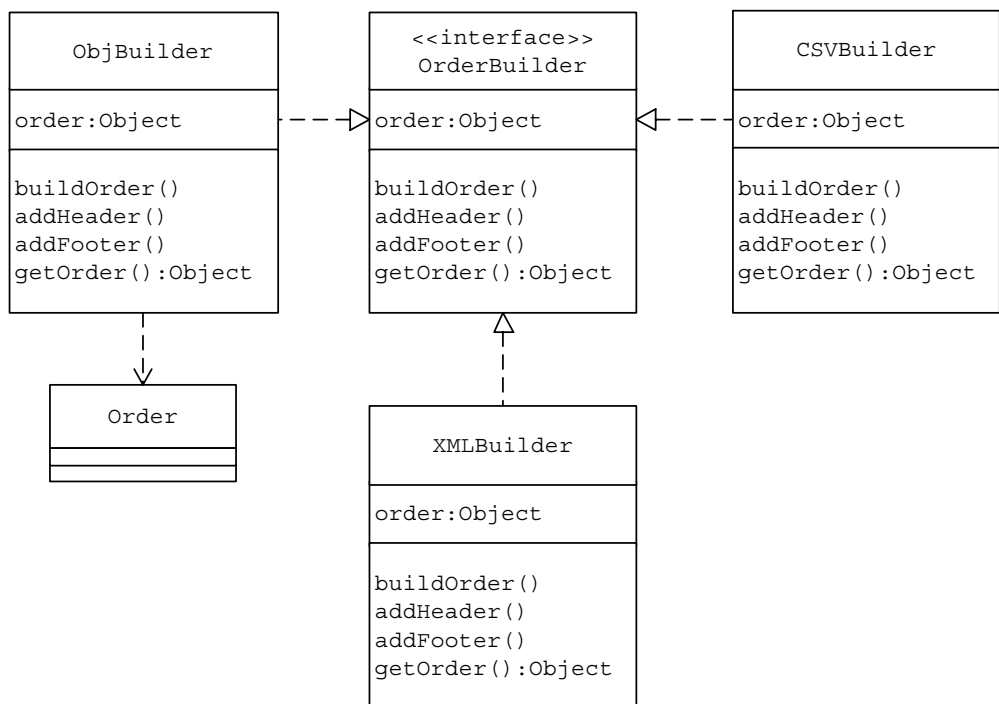 ObjBuilder
order:Object
buildOrder()
addHeader()
addFooter()
getOrder():Object
<<interface>>
OrderBuilder
order:Object
buildOrder()
addHeader()
addFooter()
getOrder():Object
CSVBuilder
order:Object
buildOrder()
addHeader()
addFooter()
getOrder():Object
Order
XMLBuilder
order:Object
buildOrder()
addHeader()
addFooter()
getOrder():Object